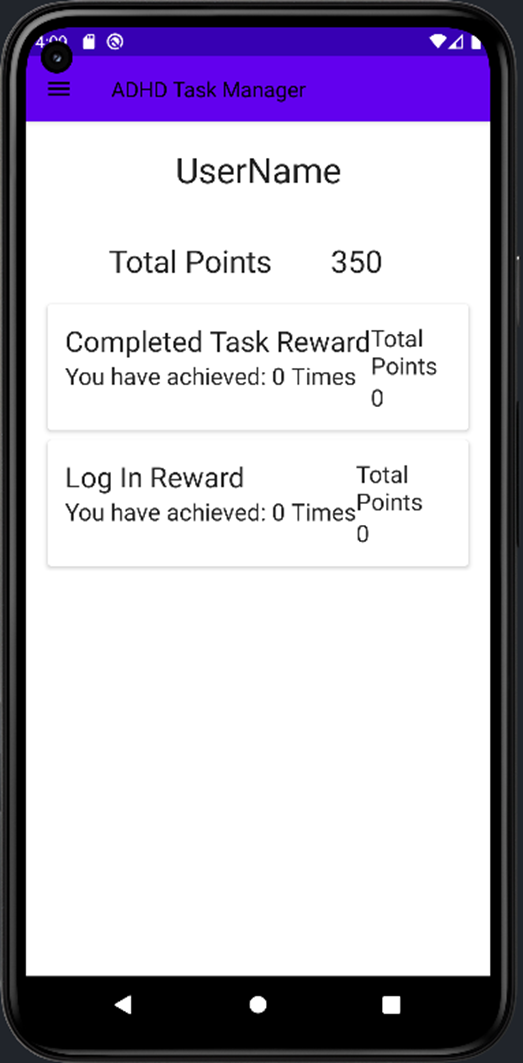 ADHD Task Manager
UserName
Total Points 350
Completed Task Reward
You have achieved: 0 Times
Total
Points
0
Log In Reward
You have achieved: 0 Times
Total
Points
0